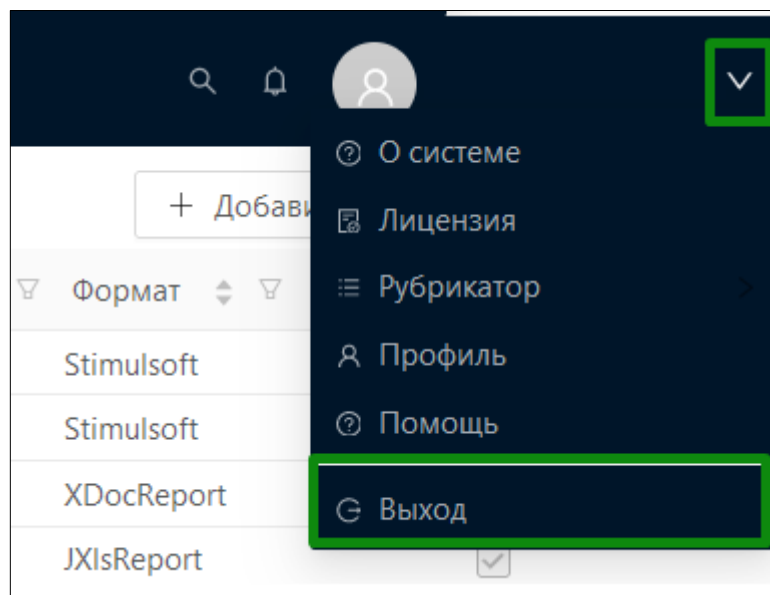 О системе
+ Добави
Лицензия
Формат
Рубрикатор
Stimulsoft
Профиль
Stimulsoft
Помощь
XDocReport
Выход
JXlsReport